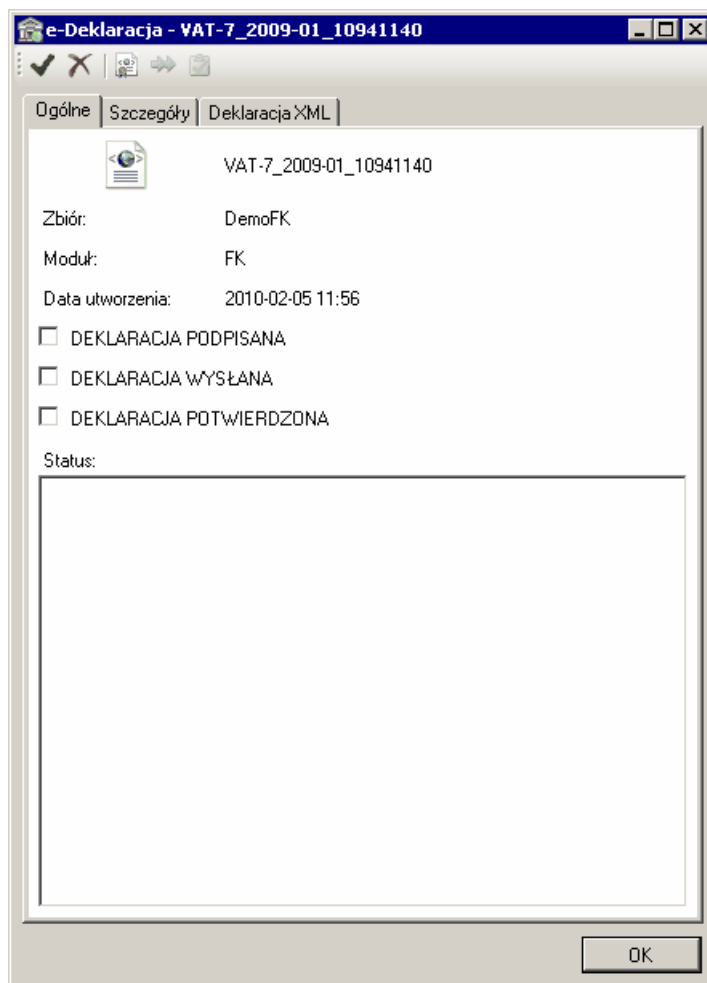 e-Deklaracja - VAT-7_2009-01_10941140
Ogólne Szczegóły Deklaracja XML
VAT-7_2009-01_10941140
Zbiór: DemoFK
Moduł: FK
Data utworzenia: 2010-02-05 11:56
DEKLARACJA PODPISANA
DEKLARACJA WYSŁANA
DEKLARACJA POTWIERDZONA
Status:
OK